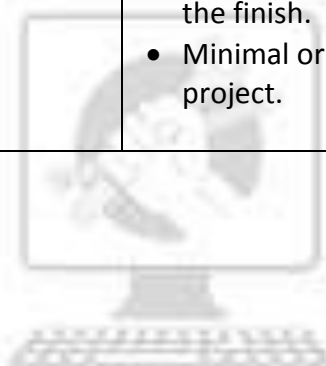 the finish.
• Minimal or
project.